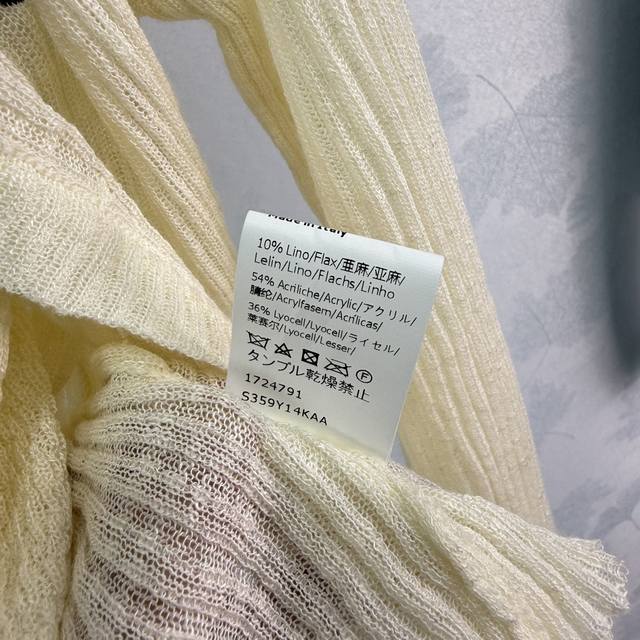 Made in Italy
10% Lino/Flax/亜麻/亚麻/
Lelin/Lino/Flachs/Linho
54% Acriliche/Acrylic/アクリル/
腈纶/Acrylfasern/Acrílicas/
36% Lyocell/Lyocell/ライセル/
莱赛尔/Lyocell/Lesser/
タンブル乾燥禁止
1724791
S359Y14KAA